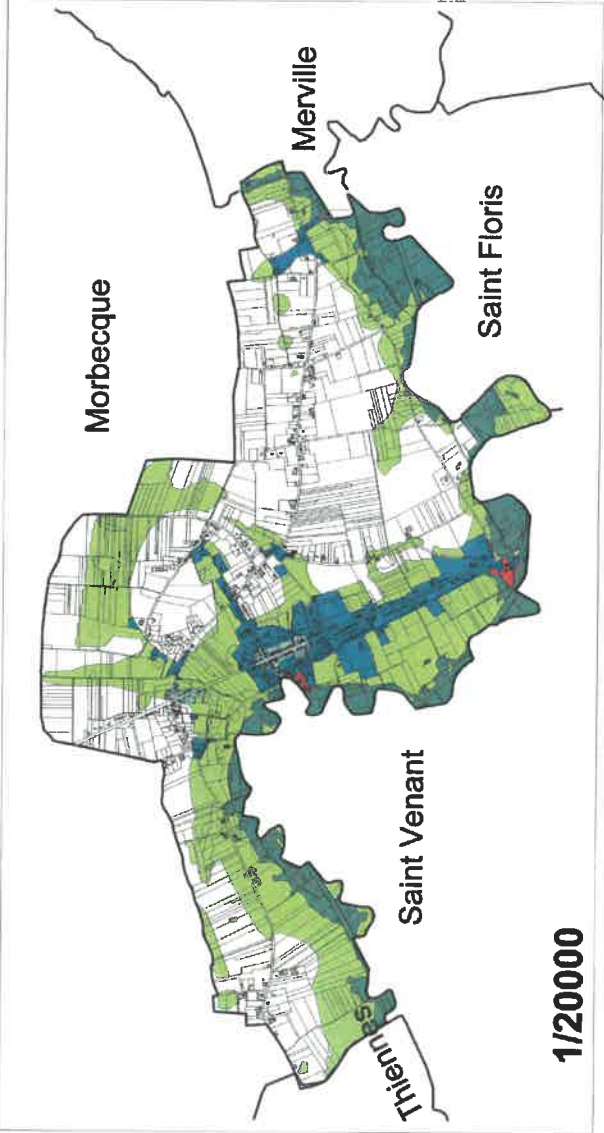 Morbecque
Merville
Saint Floris
Saint Venant
Thiennes
1/20000